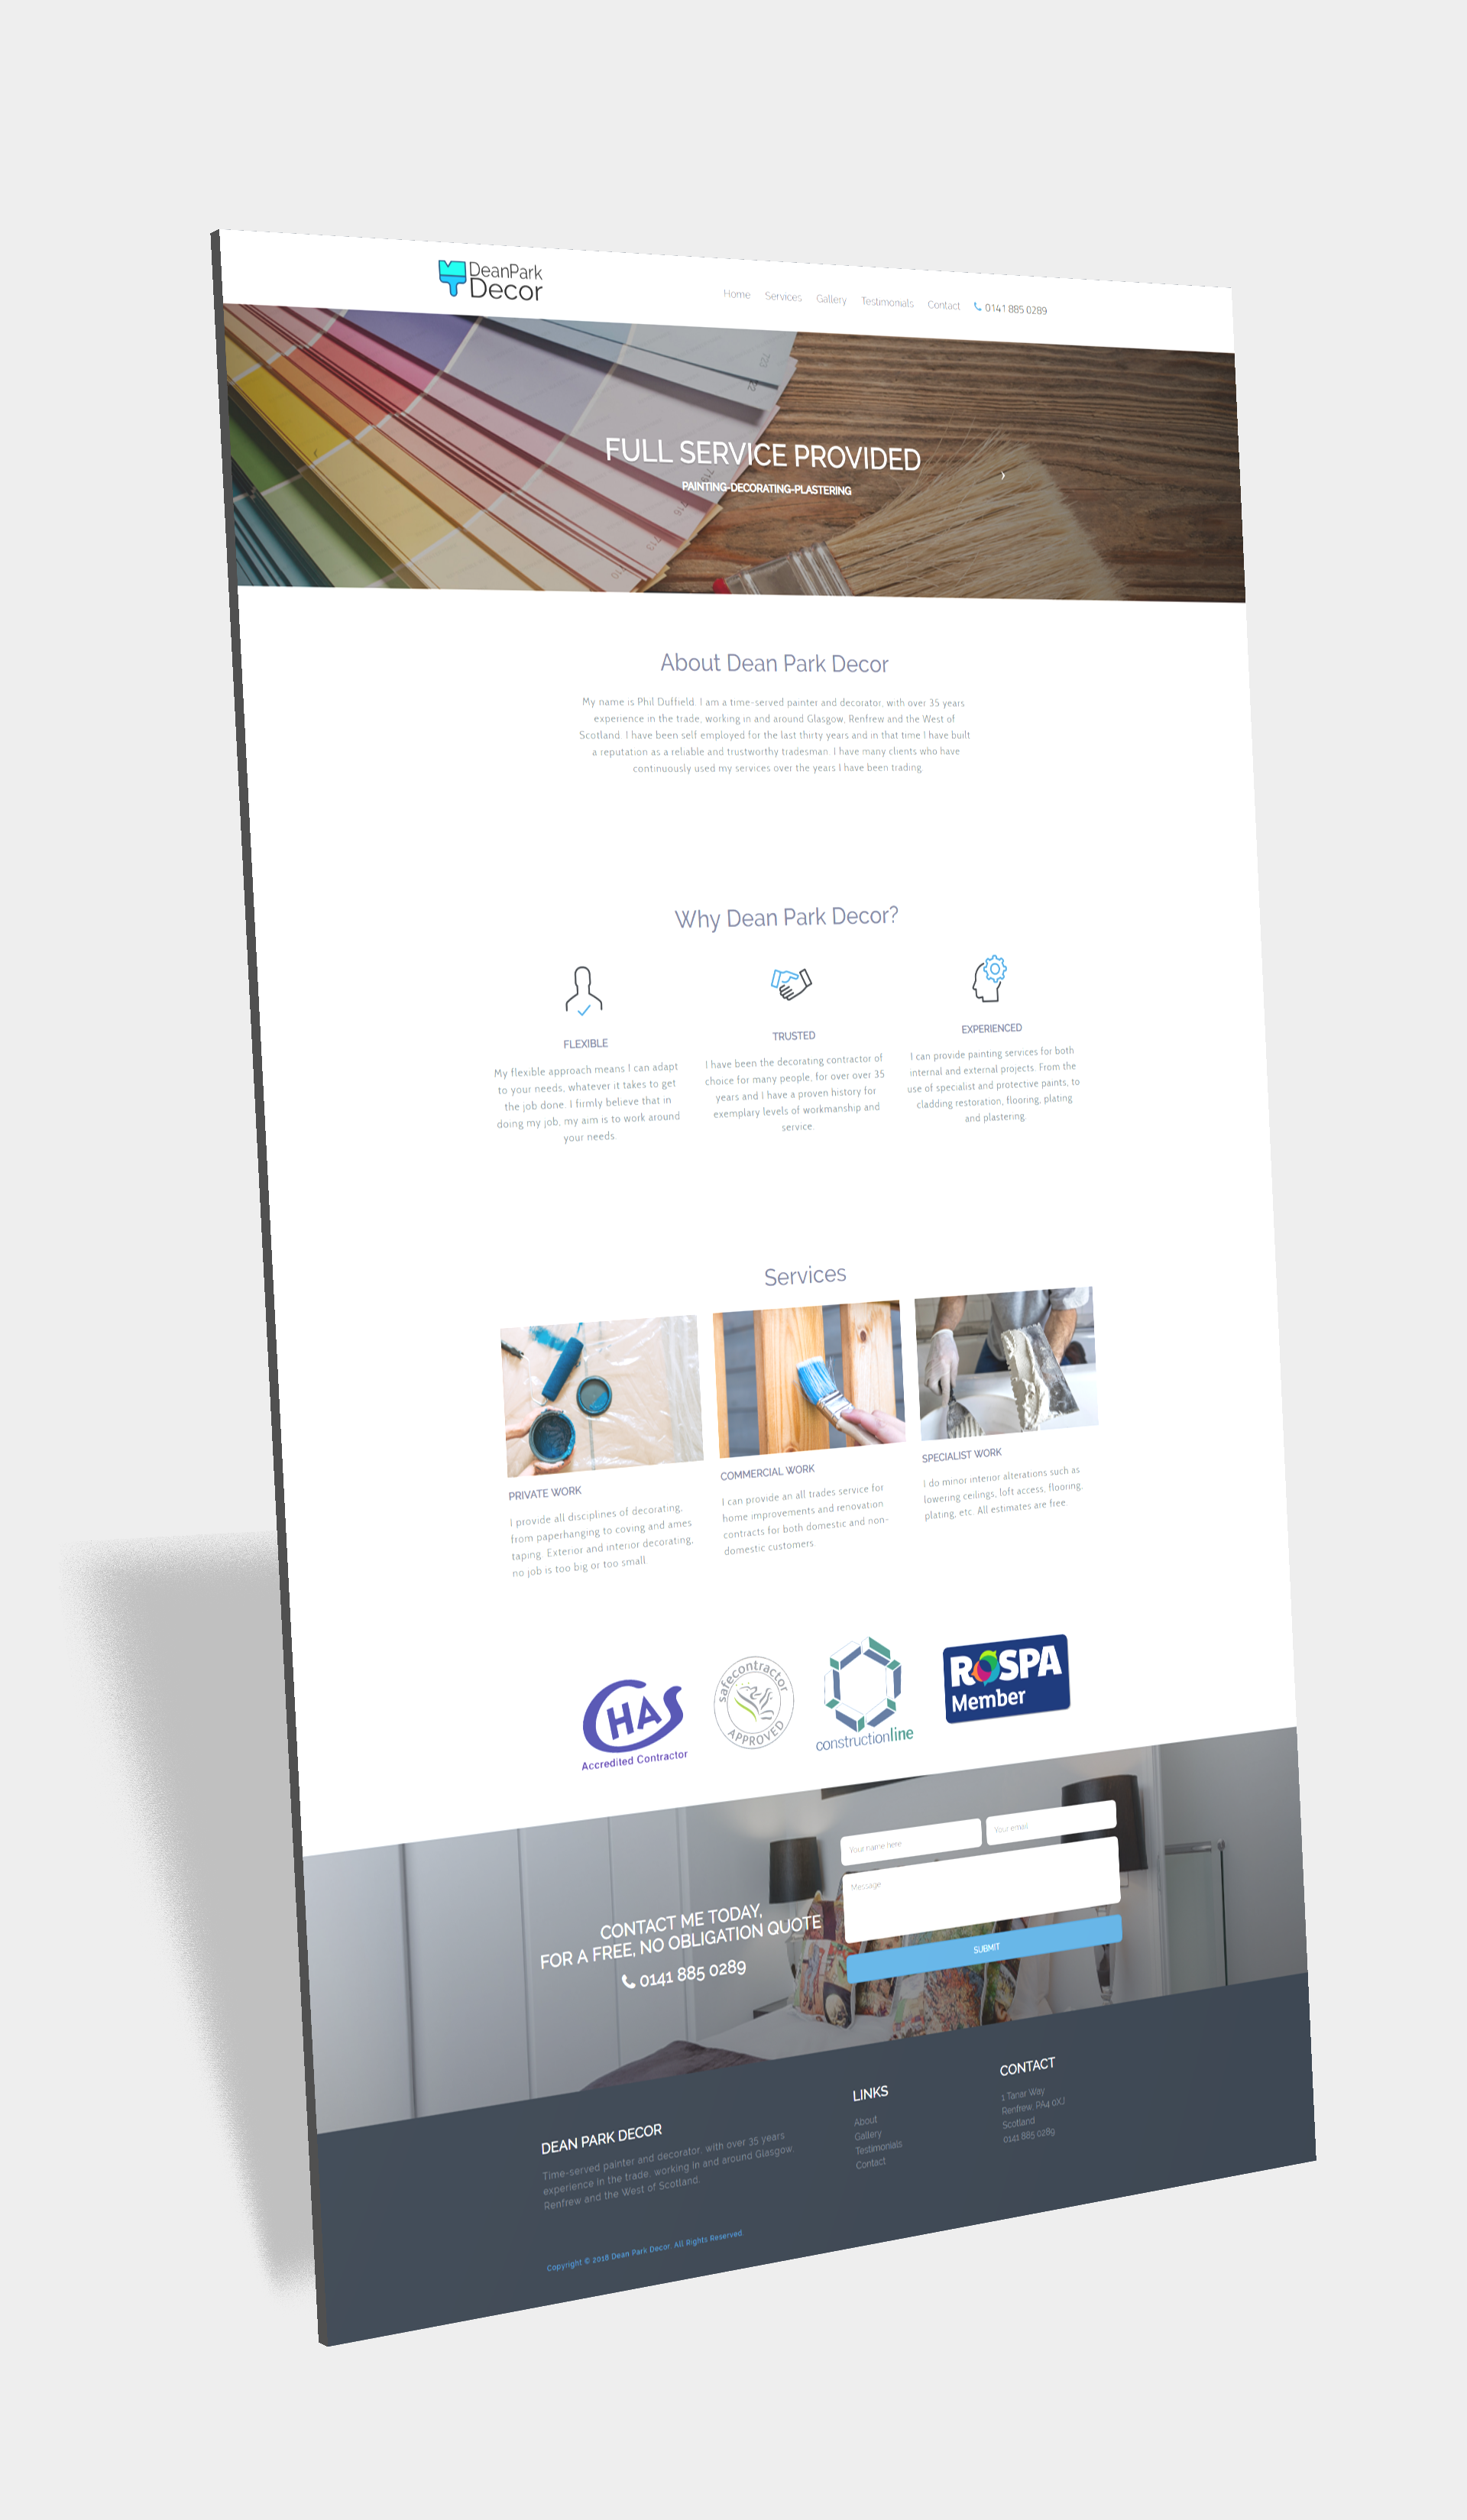 DeanPark
Decor
Home Services Gallery Testimonials Contact 0141 885 0289
722
723
FULL SERVICE PROVIDED
PAINTING-DECORATING-PLASTERING
716
713
About Dean Park Decor
My name is Phil Duffield. I am a time-served painter and decorator, with over 35 years
experience in the trade, working in and around Glasgow, Renfrew and the West of
Scotland. I have been self employed for the last thirty years and in that time I have built
a reputation as a reliable and trustworthy tradesman. I have many clients who have
continuously used my services over the years I have been trading.
Why Dean Park Decor?
FLEXIBLE
My flexible approach means I can adapt
to your needs, whatever it takes to get
the job done. I firmly believe that in
doing my job, my aim is to work around
your needs.
TRUSTED
I have been the decorating contractor of
choice for many people, for over over 35
years and I have a proven history for
exemplary levels of workmanship and
service.
EXPERIENCED
I can provide painting services for both
internal and external projects. From the
use of specialist and protective paints, to
cladding restoration, flooring, plating
and plastering.
Services
PRIVATE WORK
I provide all disciplines of decorating,
from paperhanging to coving and ames
taping. Exterior and interior decorating,
no job is too big or too small.
COMMERCIAL WORK
I can provide an all trades service for
home improvements and renovation
contracts for both domestic and non-
domestic customers.
SPECIALIST WORK
I do minor interior alterations such as
lowering ceilings, loft access, flooring,
plating, etc. All estimates are free.
CHAS
Accredited Contractor
safecontractor
APPROVED
constructionline
RoSPA
Member
CONTACT ME TODAY,
FOR A FREE, NO OBLIGATION QUOTE
0141 885 0289
Your name here
Your email
Message
SUBMIT
DEAN PARK DECOR
Time-served painter and decorator, with over 35 years
experience in the trade, working in and around Glasgow,
Renfrew and the West of Scotland.
LINKS
About
Gallery
Testimonials
Contact
CONTACT
1 Tanar Way
Renfrew, PA4 0XJ
Scotland
0141 885 0289
Copyright © 2018 Dean Park Decor. All Rights Reserved